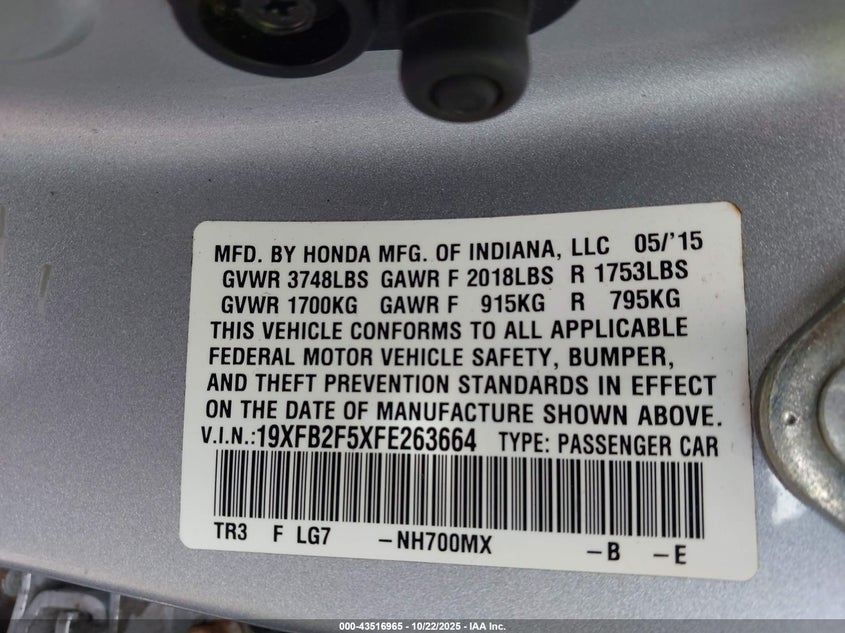 MFD. BY HONDA MFG. OF INDIANA, LLC 05/'15
GVWR 3748LBS GAWR F 2018LBS R 1753LBS
GVWR 1700KG GAWR F 915KG R 795KG
THIS VEHICLE CONFORMS TO ALL APPLICABLE
FEDERAL MOTOR VEHICLE SAFETY, BUMPER,
AND THEFT PREVENTION STANDARDS IN EFFECT
ON THE DATE OF MANUFACTURE SHOWN ABOVE.
V.I.N.:19XFB2F5XFE263664 TYPE: PASSENGER CAR
TR3 F LG7 -NH700MX -B -E
000-43516965 - 10/22/2025 - IAA Inc.